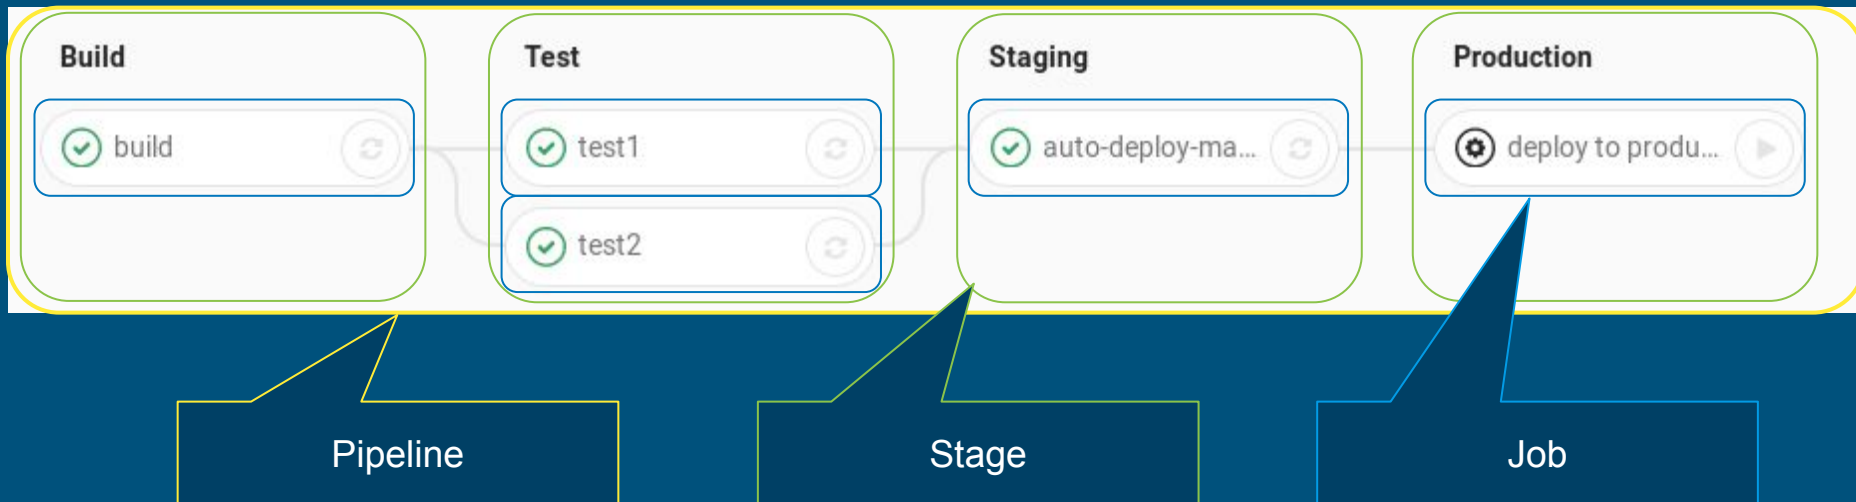 Build
Test
Staging
Production
build
test1
auto-deploy-ma...
deploy to produ...
test2
Pipeline
Stage
Job